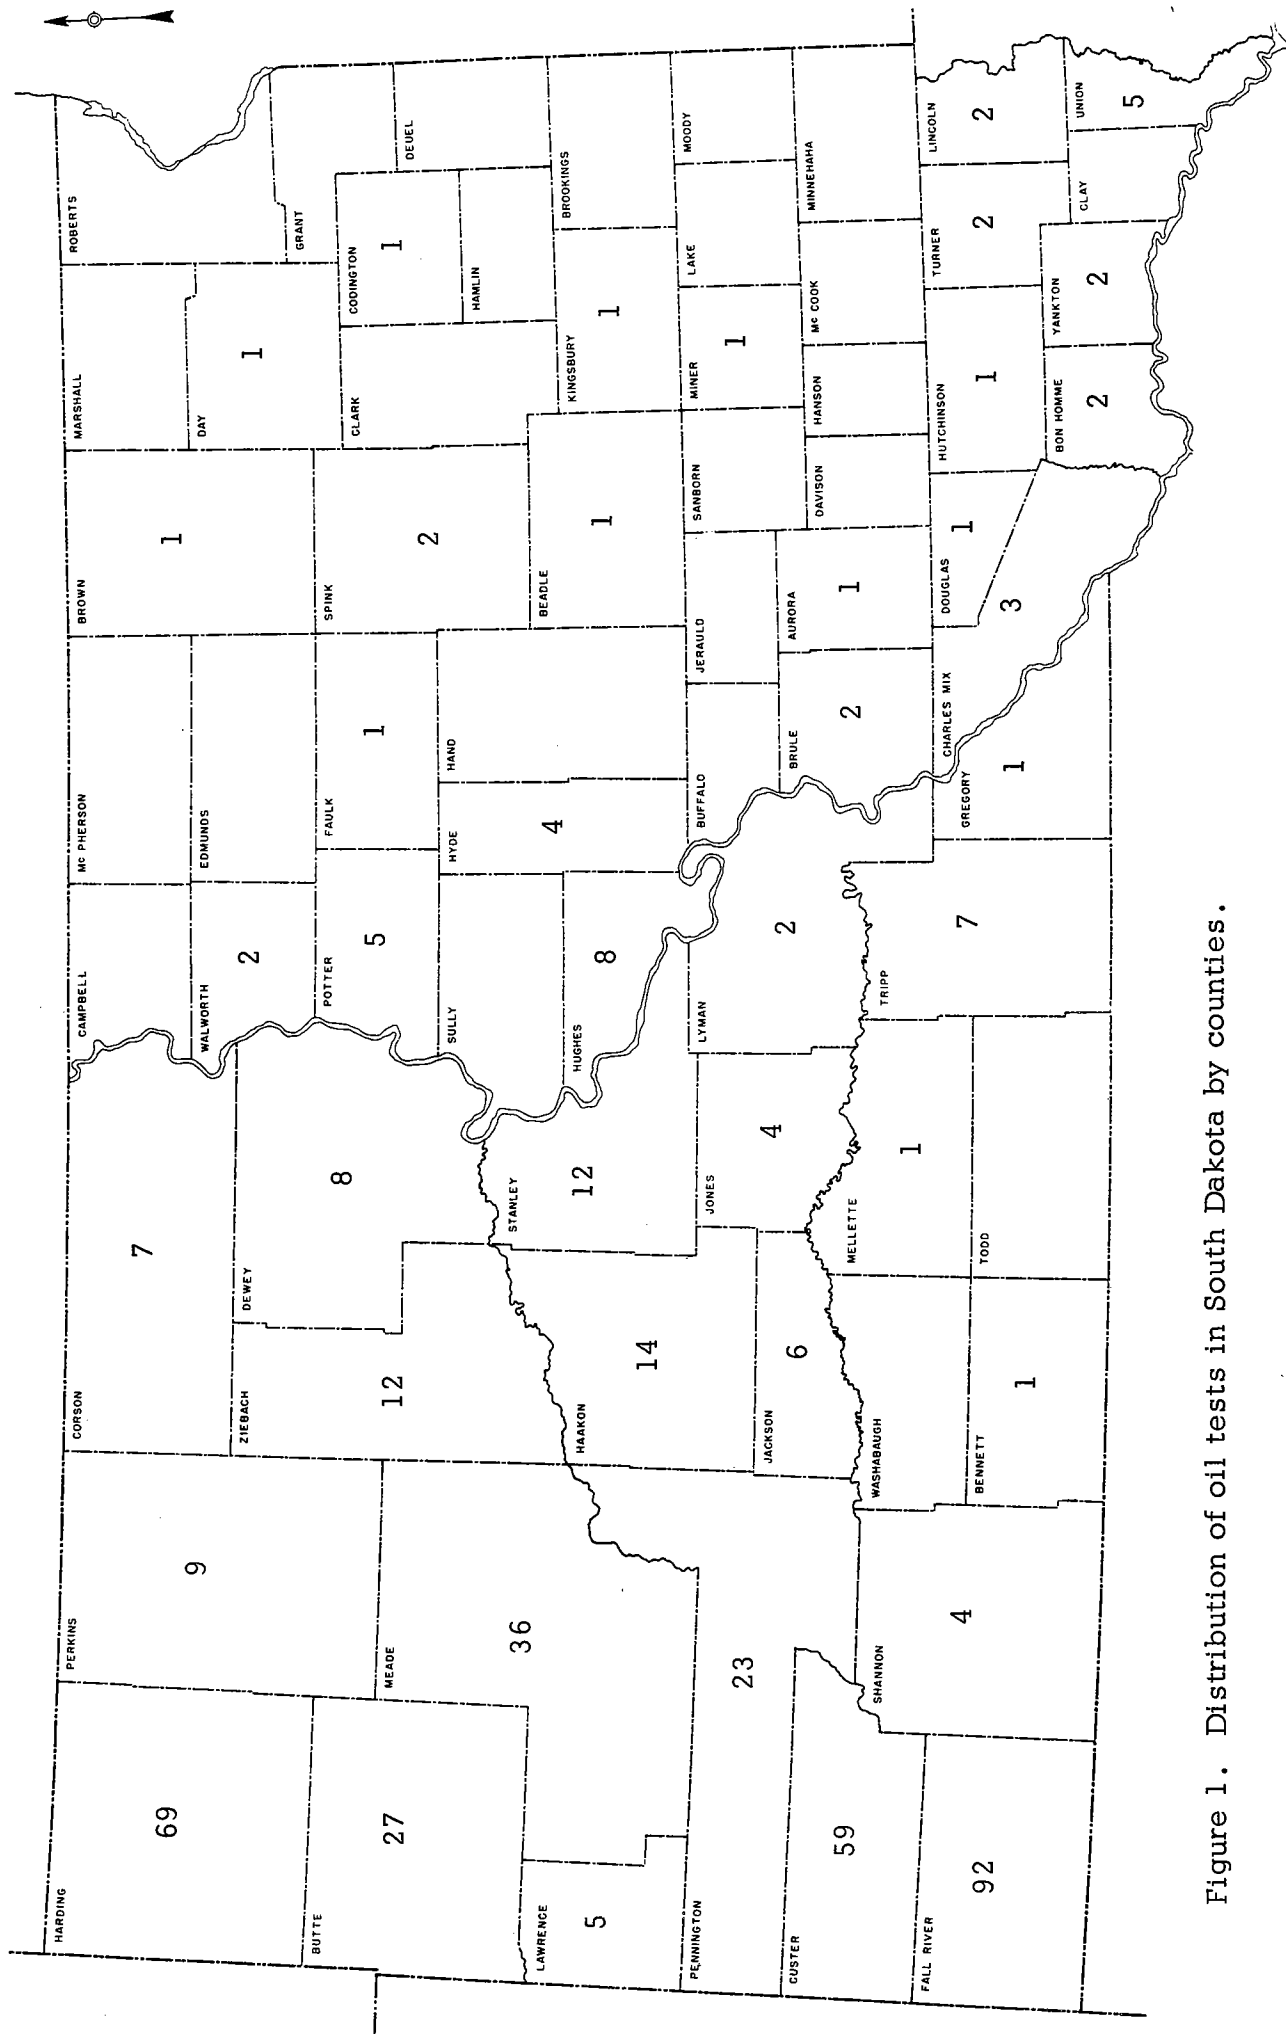 HARDING
69
PERKINS
9
CORSON
7
CAMPBELL
Mc PHERSON
BROWN
1
MARSHALL
ROBERTS
WALWORTH
2
EDMUNDS
DAY
1
GRANT
BUTTE
27
MEADE
36
ZIEBACH
12
DEWEY
8
POTTER
5
FAULK
1
SPINK
2
CLARK
CODINGTON
1
DEUEL
HAMLIN
SULLY
HYDE
4
HAND
BEADLE
1
KINGSBURY
1
BROOKINGS
LAWRENCE
5
HAAKON
14
STANLEY
12
HUGHES
8
PENNINGTON
23
JACKSON
6
JONES
4
LYMAN
2
BUFFALO
JERAULD
SANBORN
MINER
1
LAKE
MOODY
CUSTER
59
BRULE
2
AURORA
1
DAVISON
HANSON
Mc COOK
MINNEHAHA
FALL RIVER
92
SHANNON
4
WASHABAUGH
MELLETTE
1
TRIPP
7
GREGORY
1
CHARLES MIX
3
DOUGLAS
1
HUTCHINSON
1
TURNER
2
LINCOLN
2
BENNETT
1
TODD
BON HOMME
2
YANKTON
2
CLAY
UNION
5
Figure 1. Distribution of oil tests in South Dakota by counties.